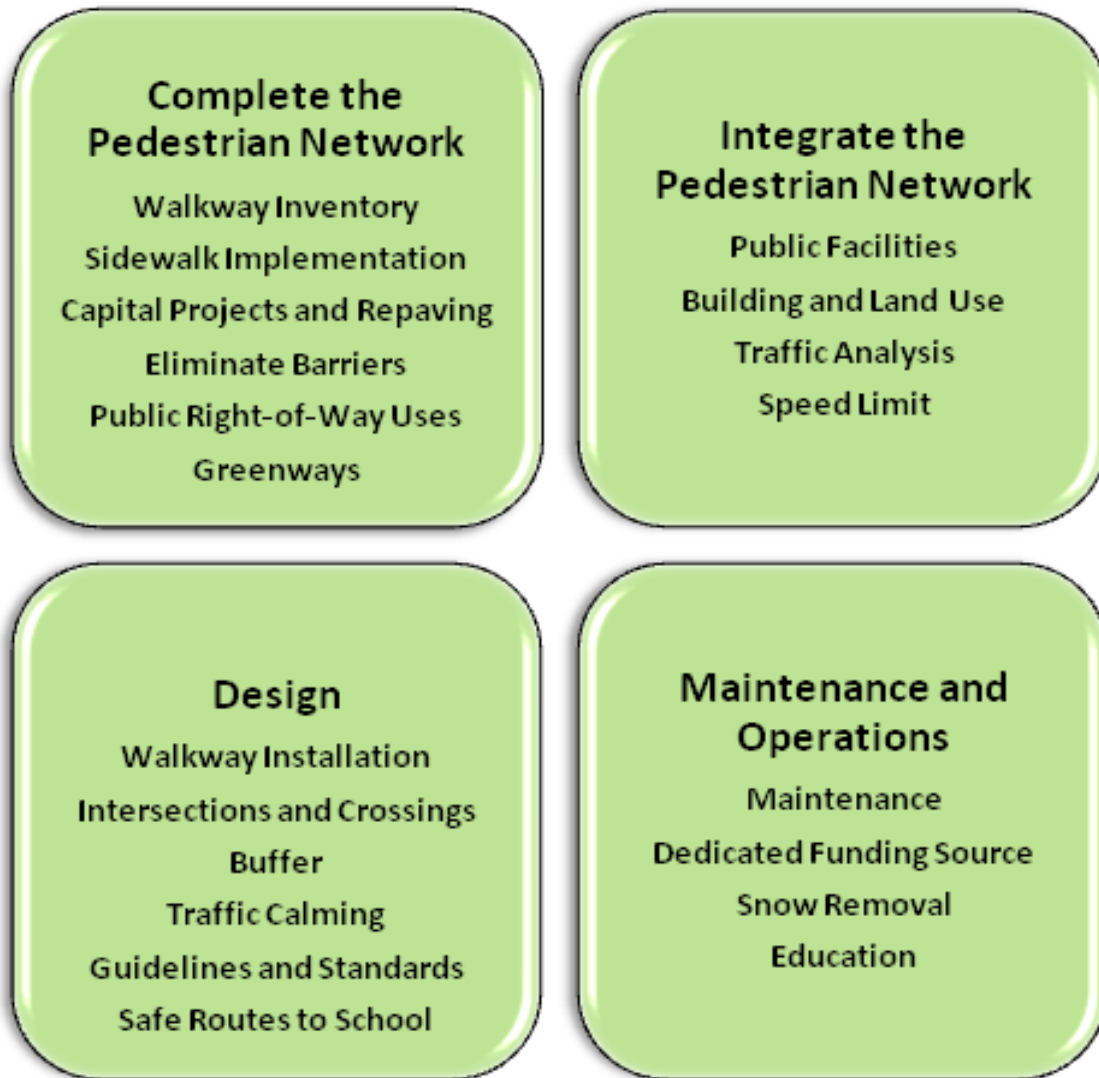 Complete the
Pedestrian Network
Walkway Inventory
Sidewalk Implementation
Capital Projects and Repaving
Eliminate Barriers
Public Right-of-Way Uses
Greenways
Integrate the
Pedestrian Network
Public Facilities
Building and Land Use
Traffic Analysis
Speed Limit
Design
Walkway Installation
Intersections and Crossings
Buffer
Traffic Calming
Guidelines and Standards
Safe Routes to School
Maintenance and
Operations
Maintenance
Dedicated Funding Source
Snow Removal
Education